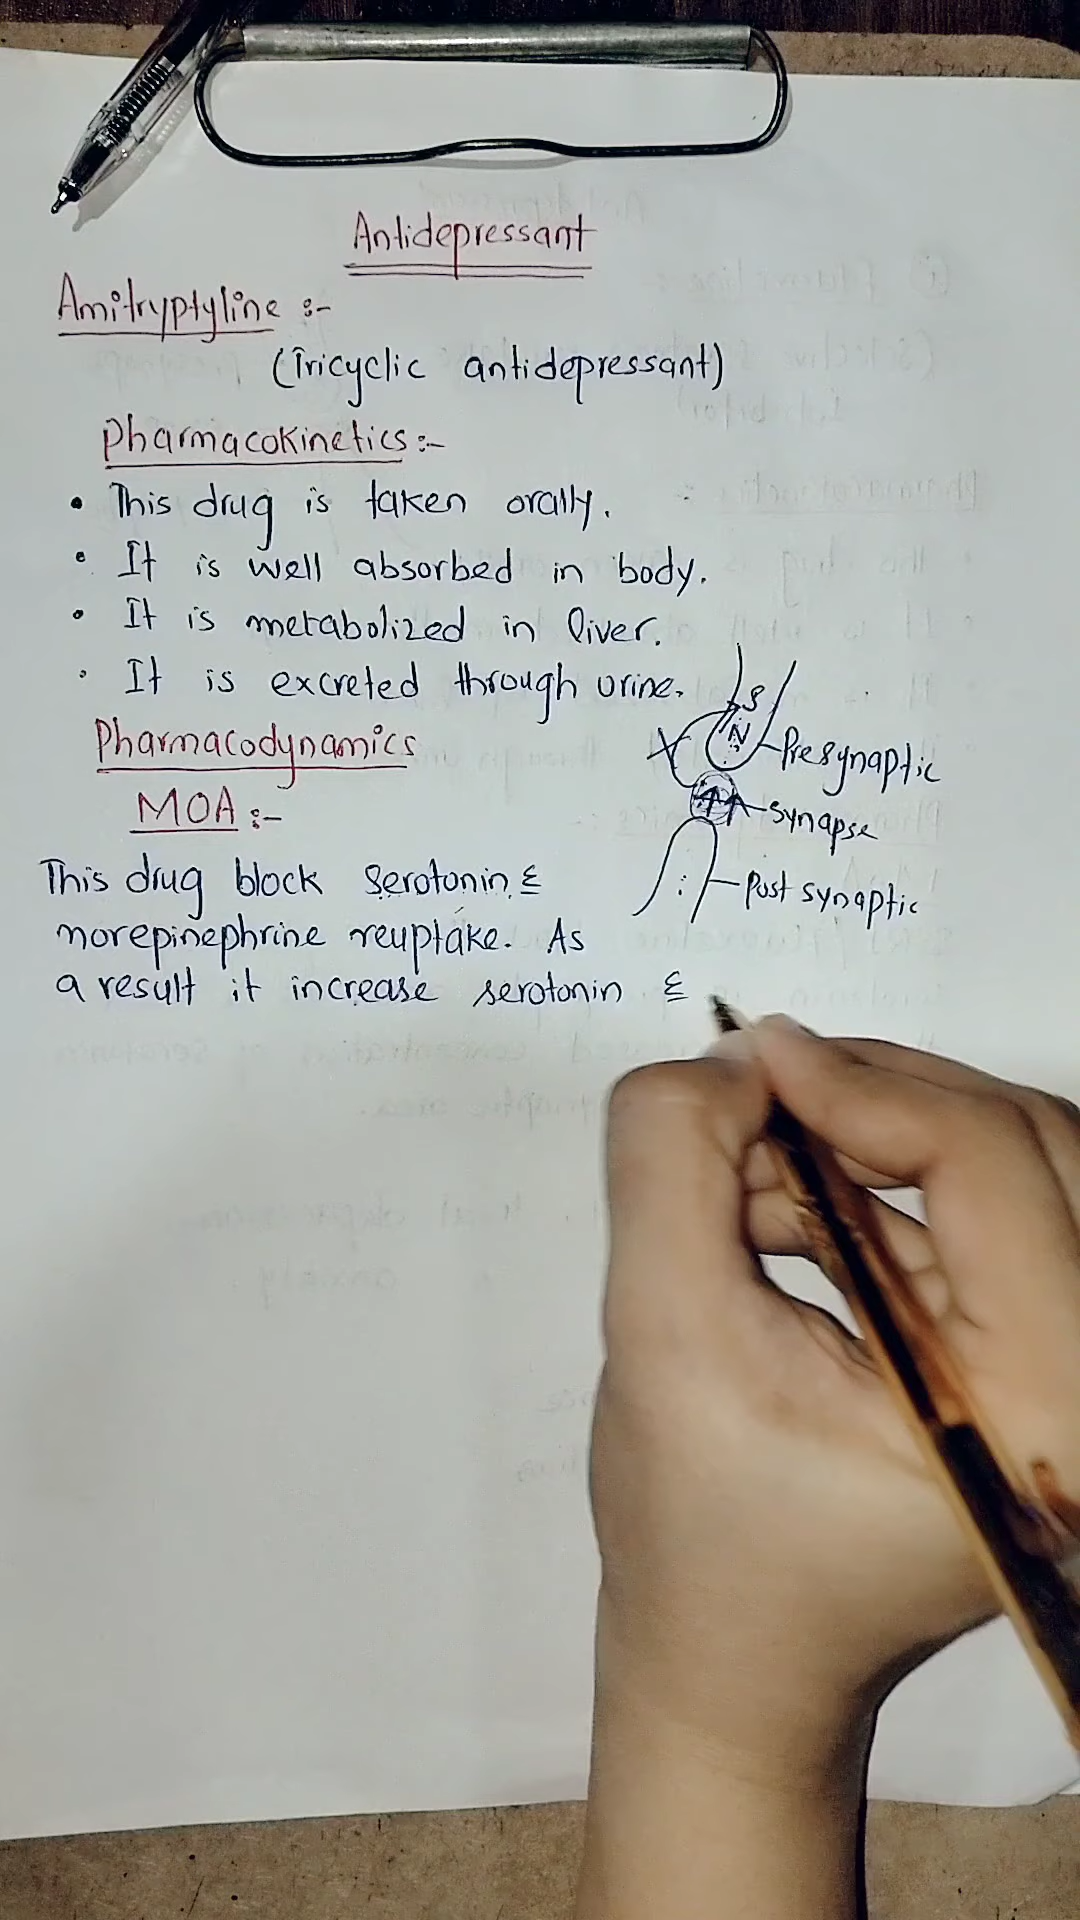 Antidepressant
Amitryptyline :-
(Tricyclic antidepressant)
Pharmacokinetics :-
• This drug is taken orally.
• It is well absorbed in body.
• It is metabolized in liver.
• It is excreted through urine.
S
N
Presynaptic
synapse
Post synaptic
Pharmacodynamics
MOA :-
This drug block serotonin &
morepinephrine reuptake. As
a result it increase serotonin &